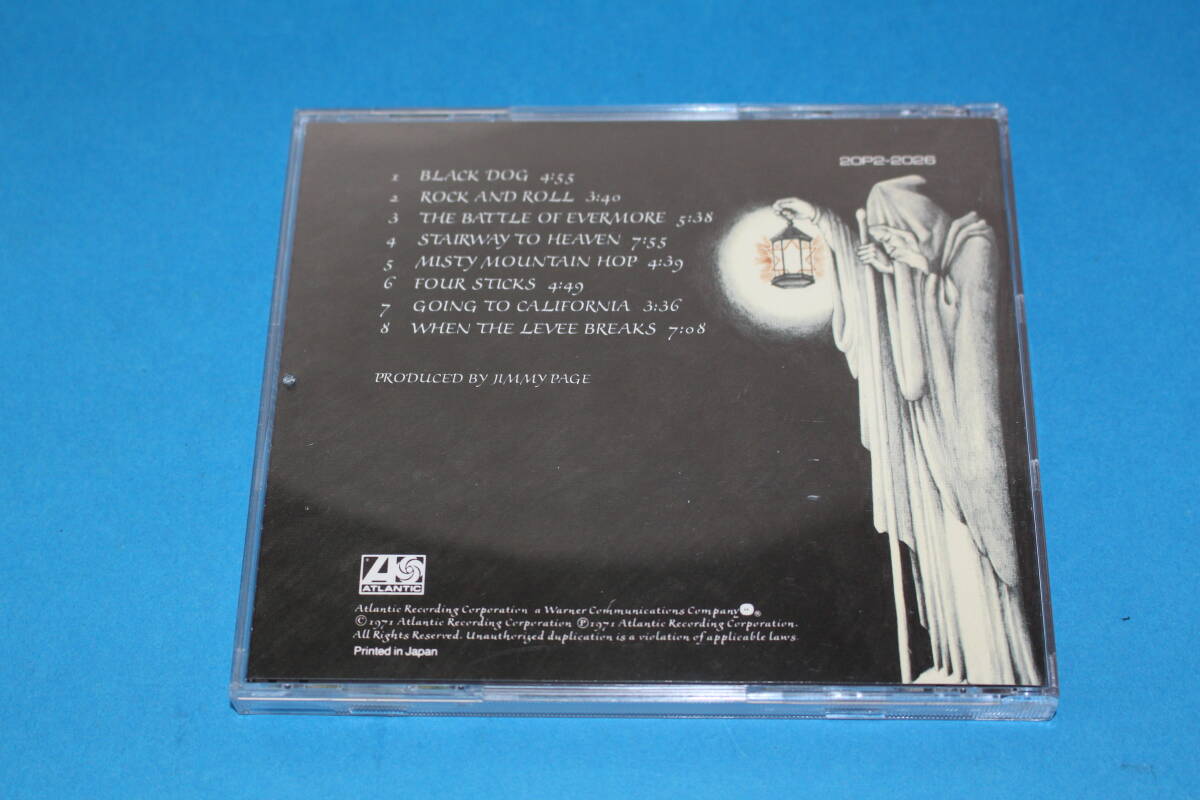 20P2-2026
1 BLACK DOG 4:55
2 ROCK AND ROLL 3:40
3 THE BATTLE OF EVERMORE 5:38
4 STAIRWAY TO HEAVEN 7:55
5 MISTY MOUNTAIN HOP 4:39
6 FOUR STICKS 4:49
7 GOING TO CALIFORNIA 3:36
8 WHEN THE LEVEE BREAKS 7:08
PRODUCED BY JIMMY PAGE
ATLANTIC
Atlantic Recording Corporation a Warner Communications Company ®
© 1971 Atlantic Recording Corporation ℗ 1971 Atlantic Recording Corporation.
All Rights Reserved. Unauthorized duplication is a violation of applicable laws.
Printed in Japan